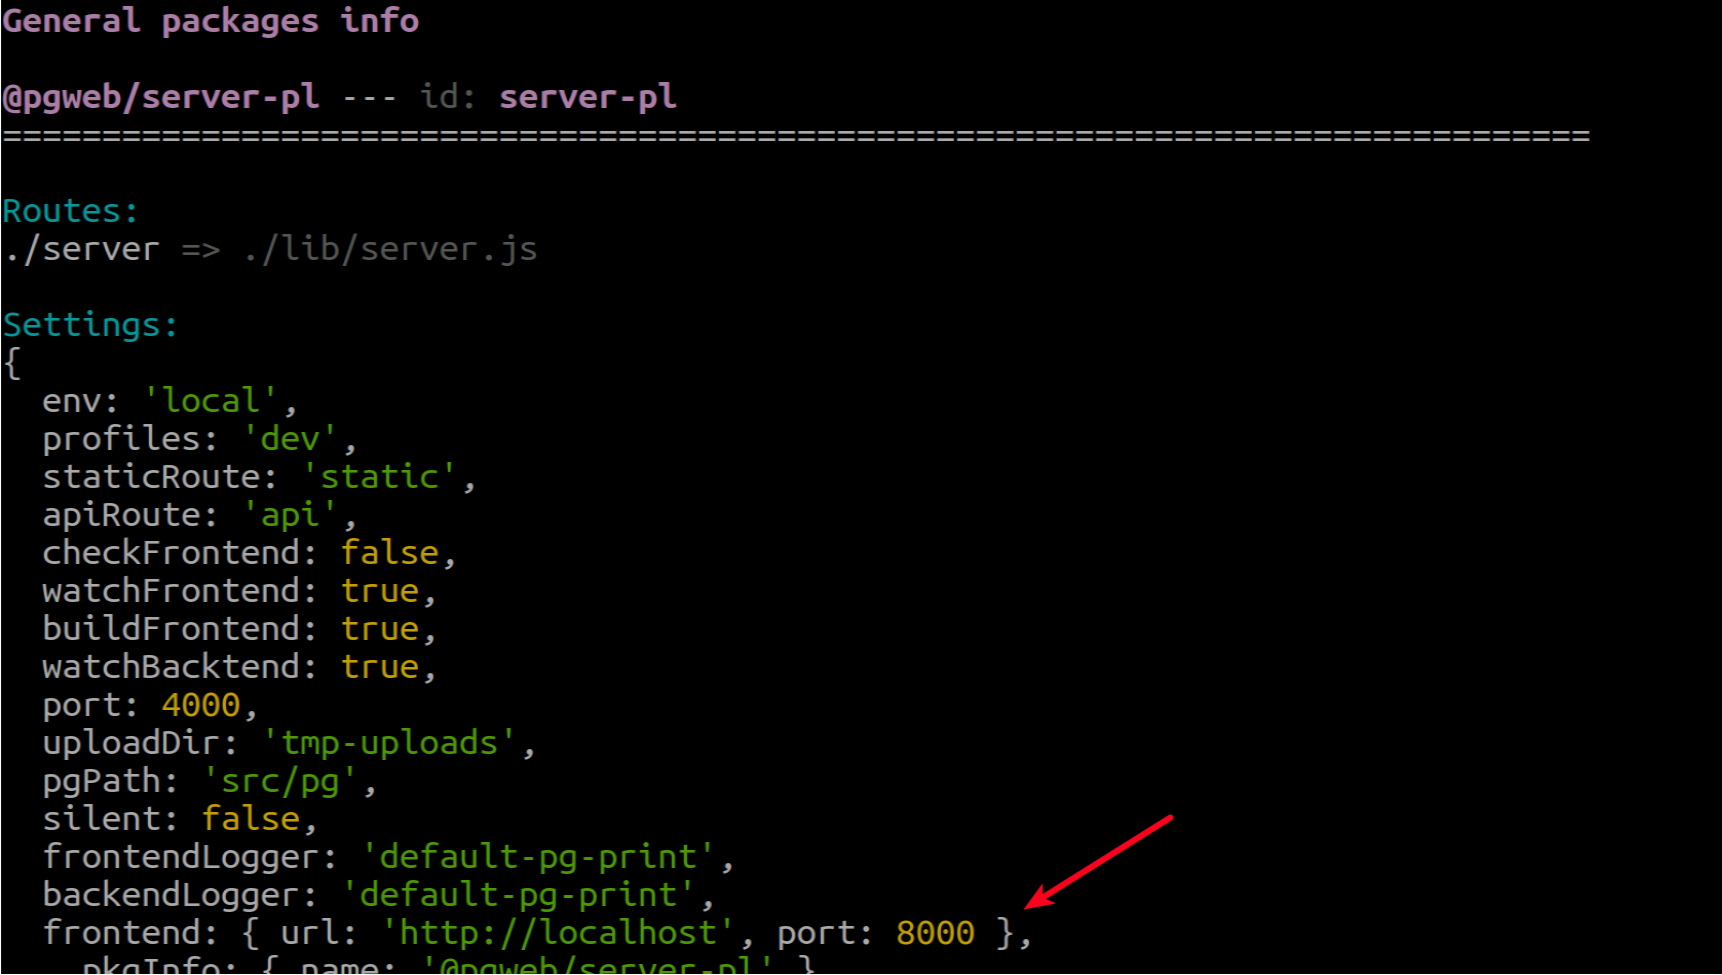 General packages info
@pgweb/server-pl --- id: server-pl
================================================================================
Routes:
./server => ./lib/server.js
Settings:
{
env: 'local',
profiles: 'dev',
staticRoute: 'static',
apiRoute: 'api',
checkFrontend: false,
watchFrontend: true,
buildFrontend: true,
watchBacktend: true,
port: 4000,
uploadDir: 'tmp-uploads',
pgPath: 'src/pg',
silent: false,
frontendLogger: 'default-pg-print',
backendLogger: 'default-pg-print',
frontend: { url: 'http://localhost', port: 8000 },
pkgInfo: { name: '@pgweb/server-pl' }